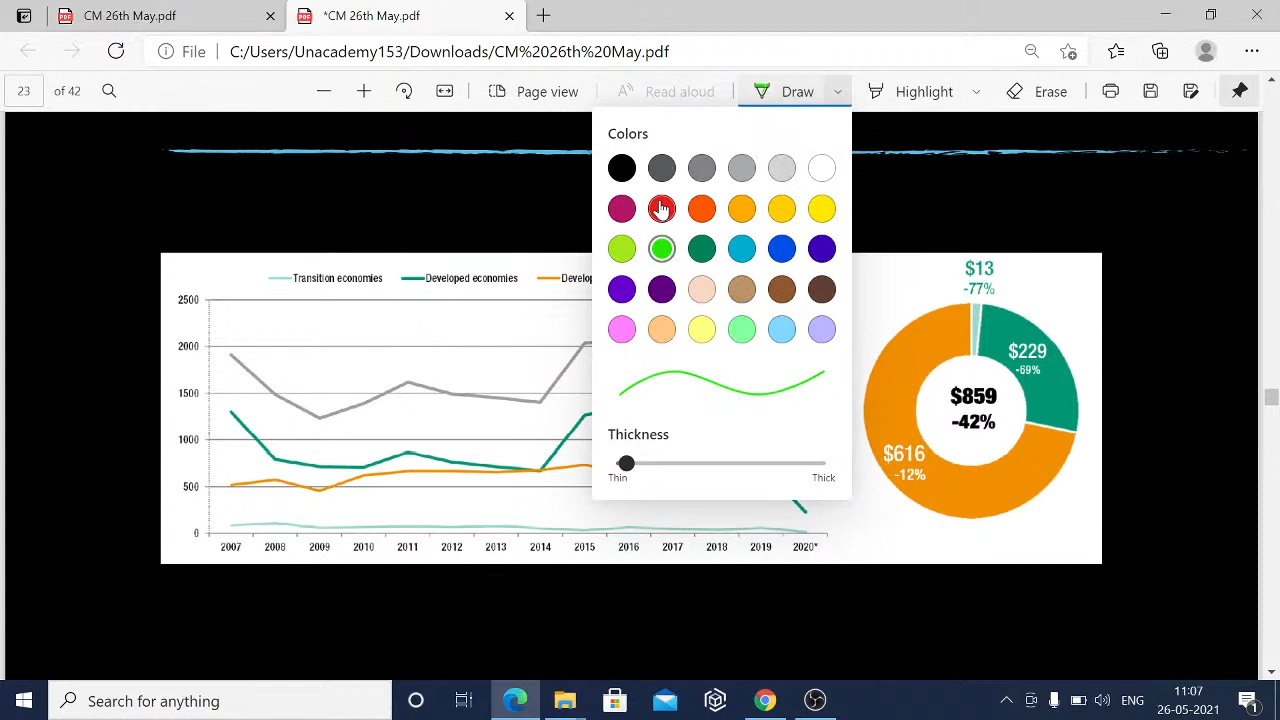 CM 26th May.pdf
*CM 26th May.pdf
File
C:/Users/Unacademy153/Downloads/CM%2026th%20May.pdf
23 of 42
Page view
Read aloud
Draw
Highlight
Erase
Colors
Thickness
Thin
Thick
Transition economies
Developed economies
Develop
2500
2000
1500
1000
500
0
2007 2008 2009 2010 2011 2012 2013 2014 2015 2016 2017 2018 2019 2020*
$13
-77%
$229
-69%
$859
-42%
$616
-12%
Search for anything
ENG
11:07
26-05-2021
1